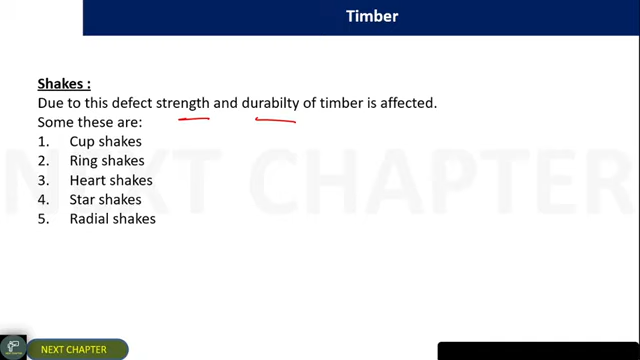 Timber
Shakes :
Due to this defect strength and durabilty of timber is affected.
Some these are:
1. Cup shakes
2. Ring shakes
3. Heart shakes
4. Star shakes
5. Radial shakes
NEXT CHAPTER
NEXT CHAPTER